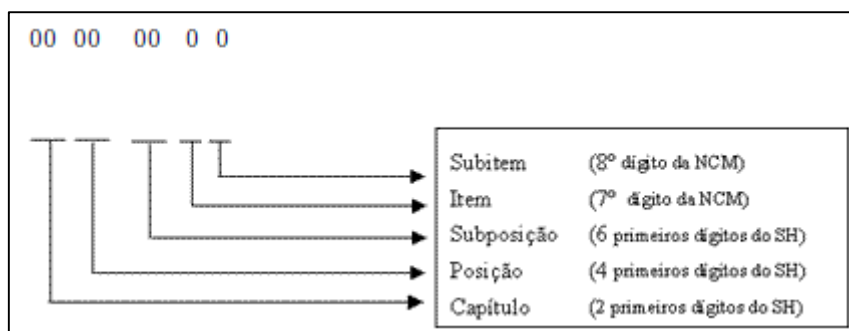 00 00 00 0 0
Subitem (8º dígito da NCM)
Item (7º dígito da NCM)
Subposição (6 primeiros dígitos do SH)
Posição (4 primeiros dígitos do SH)
Capítulo (2 primeiros dígitos do SH)